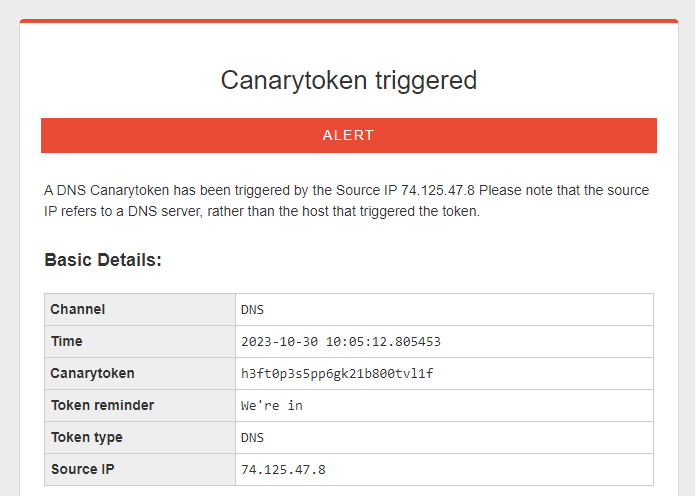 Canarytoken triggered
ALERT
A DNS Canarytoken has been triggered by the Source IP 74.125.47.8 Please note that the source
IP refers to a DNS server, rather than the host that triggered the token.
Basic Details:
Channel DNS
Time 2023-10-30 10:05:12.805453
Canarytoken h3ft0p3s5pp6gk21b800tvl1f
Token reminder We're in
Token type DNS
Source IP 74.125.47.8